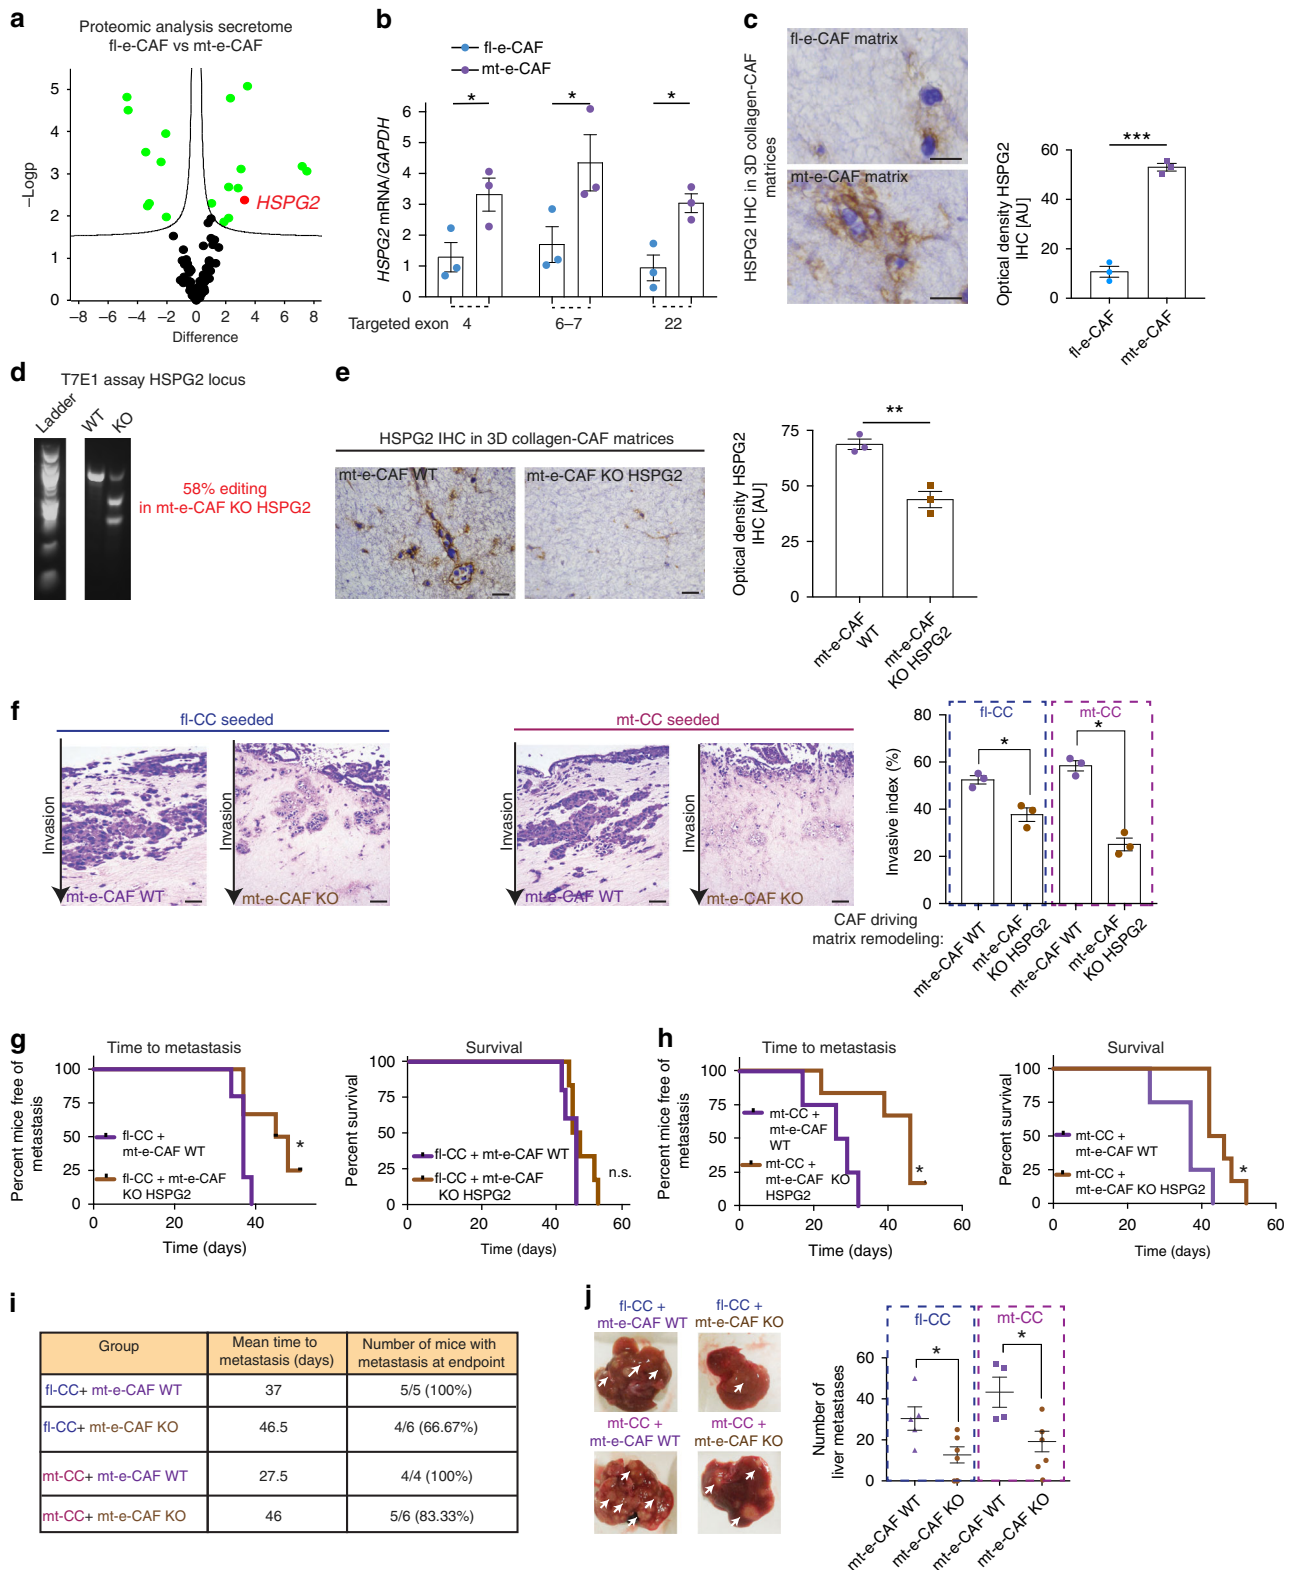 a
Proteomic analysis secretome
fl-e-CAF vs mt-e-CAF
–Logp
5
4
3
2
1
0
HSPG2
–8 –6 –4 –2 0 2 4 6 8
Difference
b
fl-e-CAF
mt-e-CAF
HSPG2 mRNA/GAPDH
6
5
4
3
2
1
0
* * *
Targeted exon 4 6–7 22
c
HSPG2 IHC in 3D collagen-CAF
matrices
fl-e-CAF matrix
mt-e-CAF matrix
Optical density HSPG2
IHC [AU]
60
40
20
0
***
fl-e-CAF
mt-e-CAF
d
T7E1 assay HSPG2 locus
Ladder
WT
KO
58% editing
in mt-e-CAF KO HSPG2
e
HSPG2 IHC in 3D collagen-CAF matrices
mt-e-CAF WT
mt-e-CAF KO HSPG2
Optical density HSPG2
IHC [AU]
75
50
25
0
**
mt-e-CAF
WT
mt-e-CAF
KO HSPG2
f
fl-CC seeded
Invasion
mt-e-CAF WT
Invasion
mt-e-CAF KO
mt-CC seeded
Invasion
mt-e-CAF WT
Invasion
mt-e-CAF KO
Invasive index (%)
80
60
40
20
0
fl-CC
mt-CC
* *
CAF driving
matrix remodeling:
mt-e-CAF WT
mt-e-CAF
KO HSPG2
mt-e-CAF WT
mt-e-CAF
KO HSPG2
g
Time to metastasis
Percent mice free of
metastasis
100
75
50
25
0
fl-CC +
mt-e-CAF WT
fl-CC + mt-e-CAF
KO HSPG2
*
0 20 40
Time (days)
Survival
Percent survival
100
75
50
25
0
fl-CC + mt-e-CAF WT
fl-CC + mt-e-CAF
KO HSPG2
n.s.
0 20 40 60
Time (days)
h
Time to metastasis
Percent mice free of
metastasis
100
75
50
25
0
mt-CC +
mt-e-CAF
WT
mt-CC +
mt-e-CAF KO
HSPG2
*
0 20 40 60
Time (days)
Survival
Percent survival
100
75
50
25
0
mt-CC +
mt-e-CAF WT
mt-CC +
mt-e-CAF KO HSPG2
*
0 20 40 60
Time (days)
i
Group
Mean time to
metastasis (days)
Number of mice with
metastasis at endpoint
fl-CC+ mt-e-CAF WT 37 5/5 (100%)
fl-CC+ mt-e-CAF KO 46.5 4/6 (66.67%)
mt-CC+ mt-e-CAF WT 27.5 4/4 (100%)
mt-CC+ mt-e-CAF KO 46 5/6 (83.33%)
j
fl-CC +
mt-e-CAF WT
fl-CC +
mt-e-CAF KO
mt-CC +
mt-e-CAF WT
mt-CC +
mt-e-CAF KO
Number of
liver metastases
60
40
20
0
fl-CC
mt-CC
* *
mt-e-CAF WT
mt-e-CAF KO
mt-e-CAF WT
mt-e-CAF KO